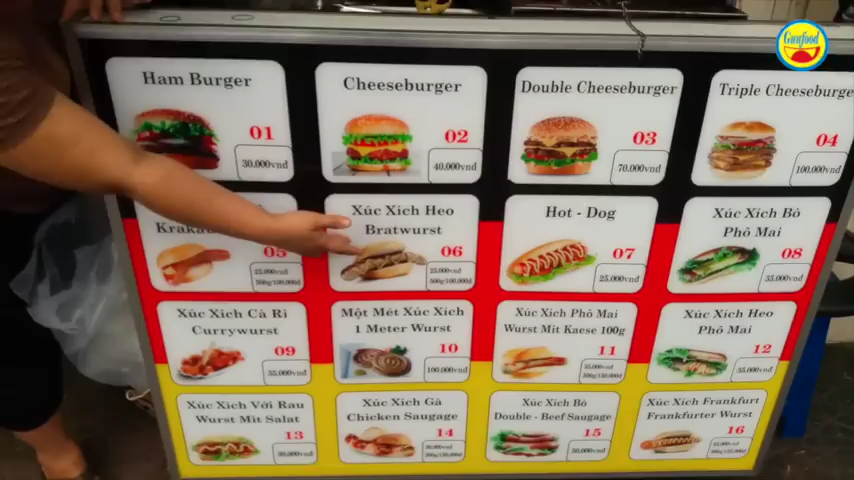 Gunfood
Ham Burger
01
30.000vnd
Cheeseburger
02
40.000vnd
Double Cheeseburger
03
70.000vnd
Triple Cheeseburger
04
100.000vnd
05
25.000vnd
500g/100.000vnd
Xúc Xích Heo
Bratwurst
06
25.000vnd
500g/100.000vnd
Hot - Dog
07
25.000vnd
Xúc Xích Bò
Phô Mai
08
35.000vnd
Xúc Xích Cà Ri
Currywurst
09
35.000vnd
Một Mét Xúc Xích
1 Meter Wurst
10
100.000vnd
Xúc Xích Phô Mai
Wurst Mit Kaese 100g
11
Xúc Xích Heo
Phô Mai
12
35.000vnd
Xúc Xích Với Rau
Wurst Mit Salat
13
30.000vnd
Xúc Xích Gà
Chicken Saugage
14
Xúc Xích Bò
Double - Beef Saugage
15
50.000vnd
Xúc Xích Frankfurt
Frankfurter Wurst
16